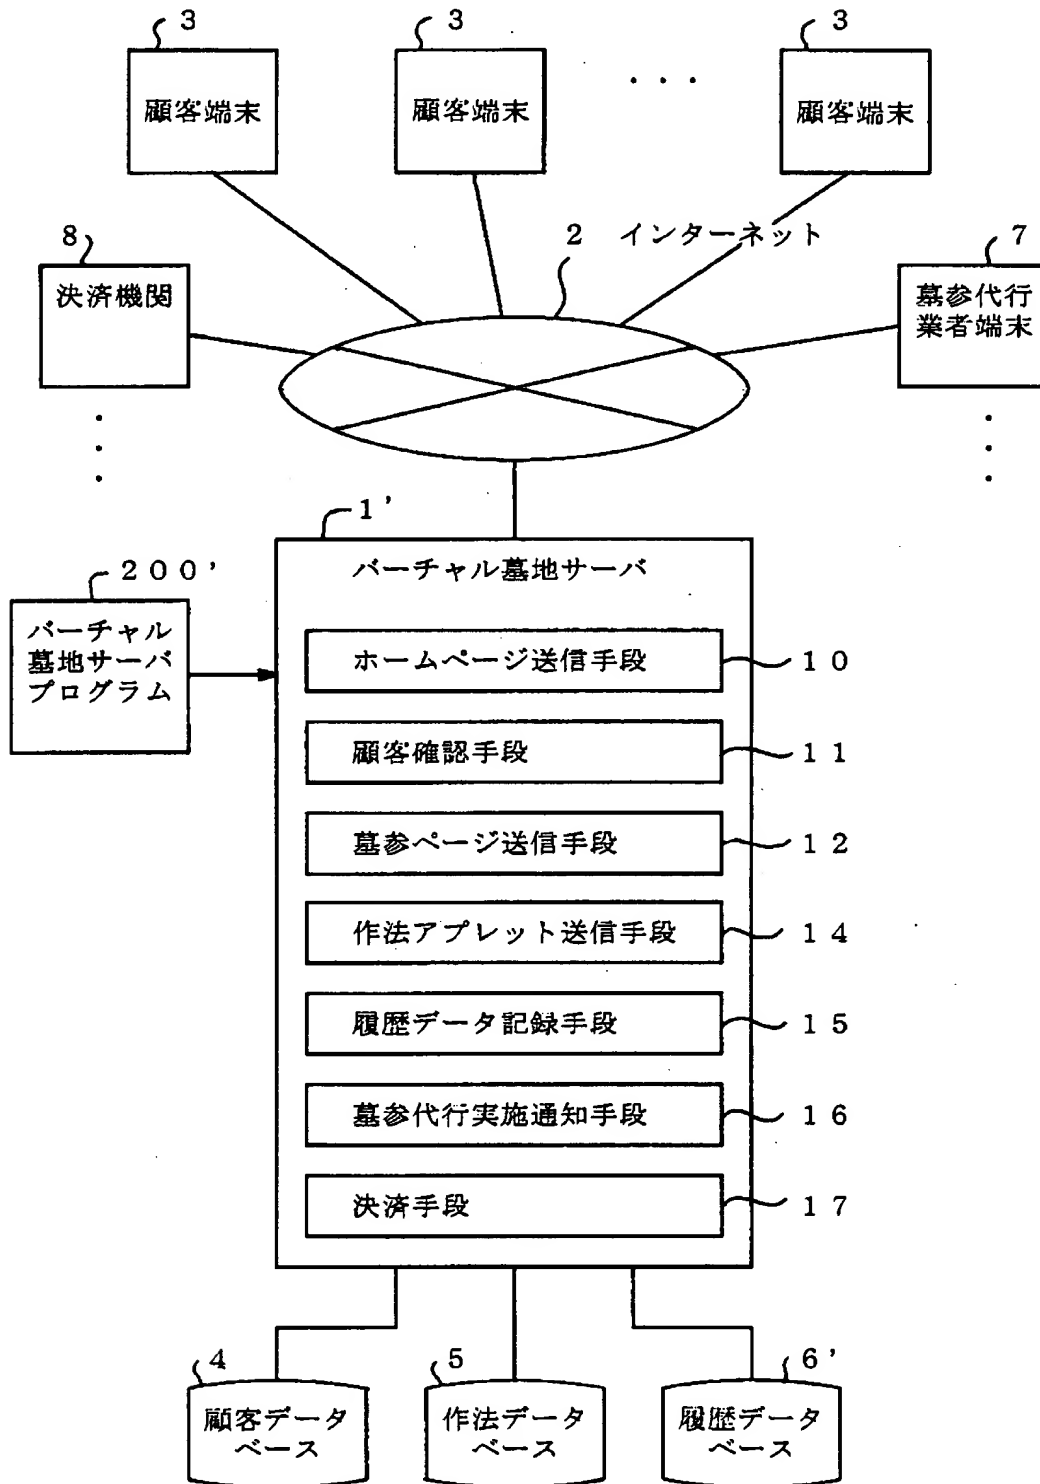 3
3
3
顧客端末
顧客端末
・・・
顧客端末
8
2 インターネット
7
決済機関
墓参代行
業者端末
1'
バーチャル墓地サーバ
200'
バーチャル
墓地サーバ
プログラム
ホームページ送信手段
10
顧客確認手段
11
墓参ページ送信手段
12
作法アプレット送信手段
14
履歴データ記録手段
15
墓参代行実施通知手段
16
決済手段
17
4
5
6'
顧客データ
ベース
作法データ
ベース
履歴データ
ベース